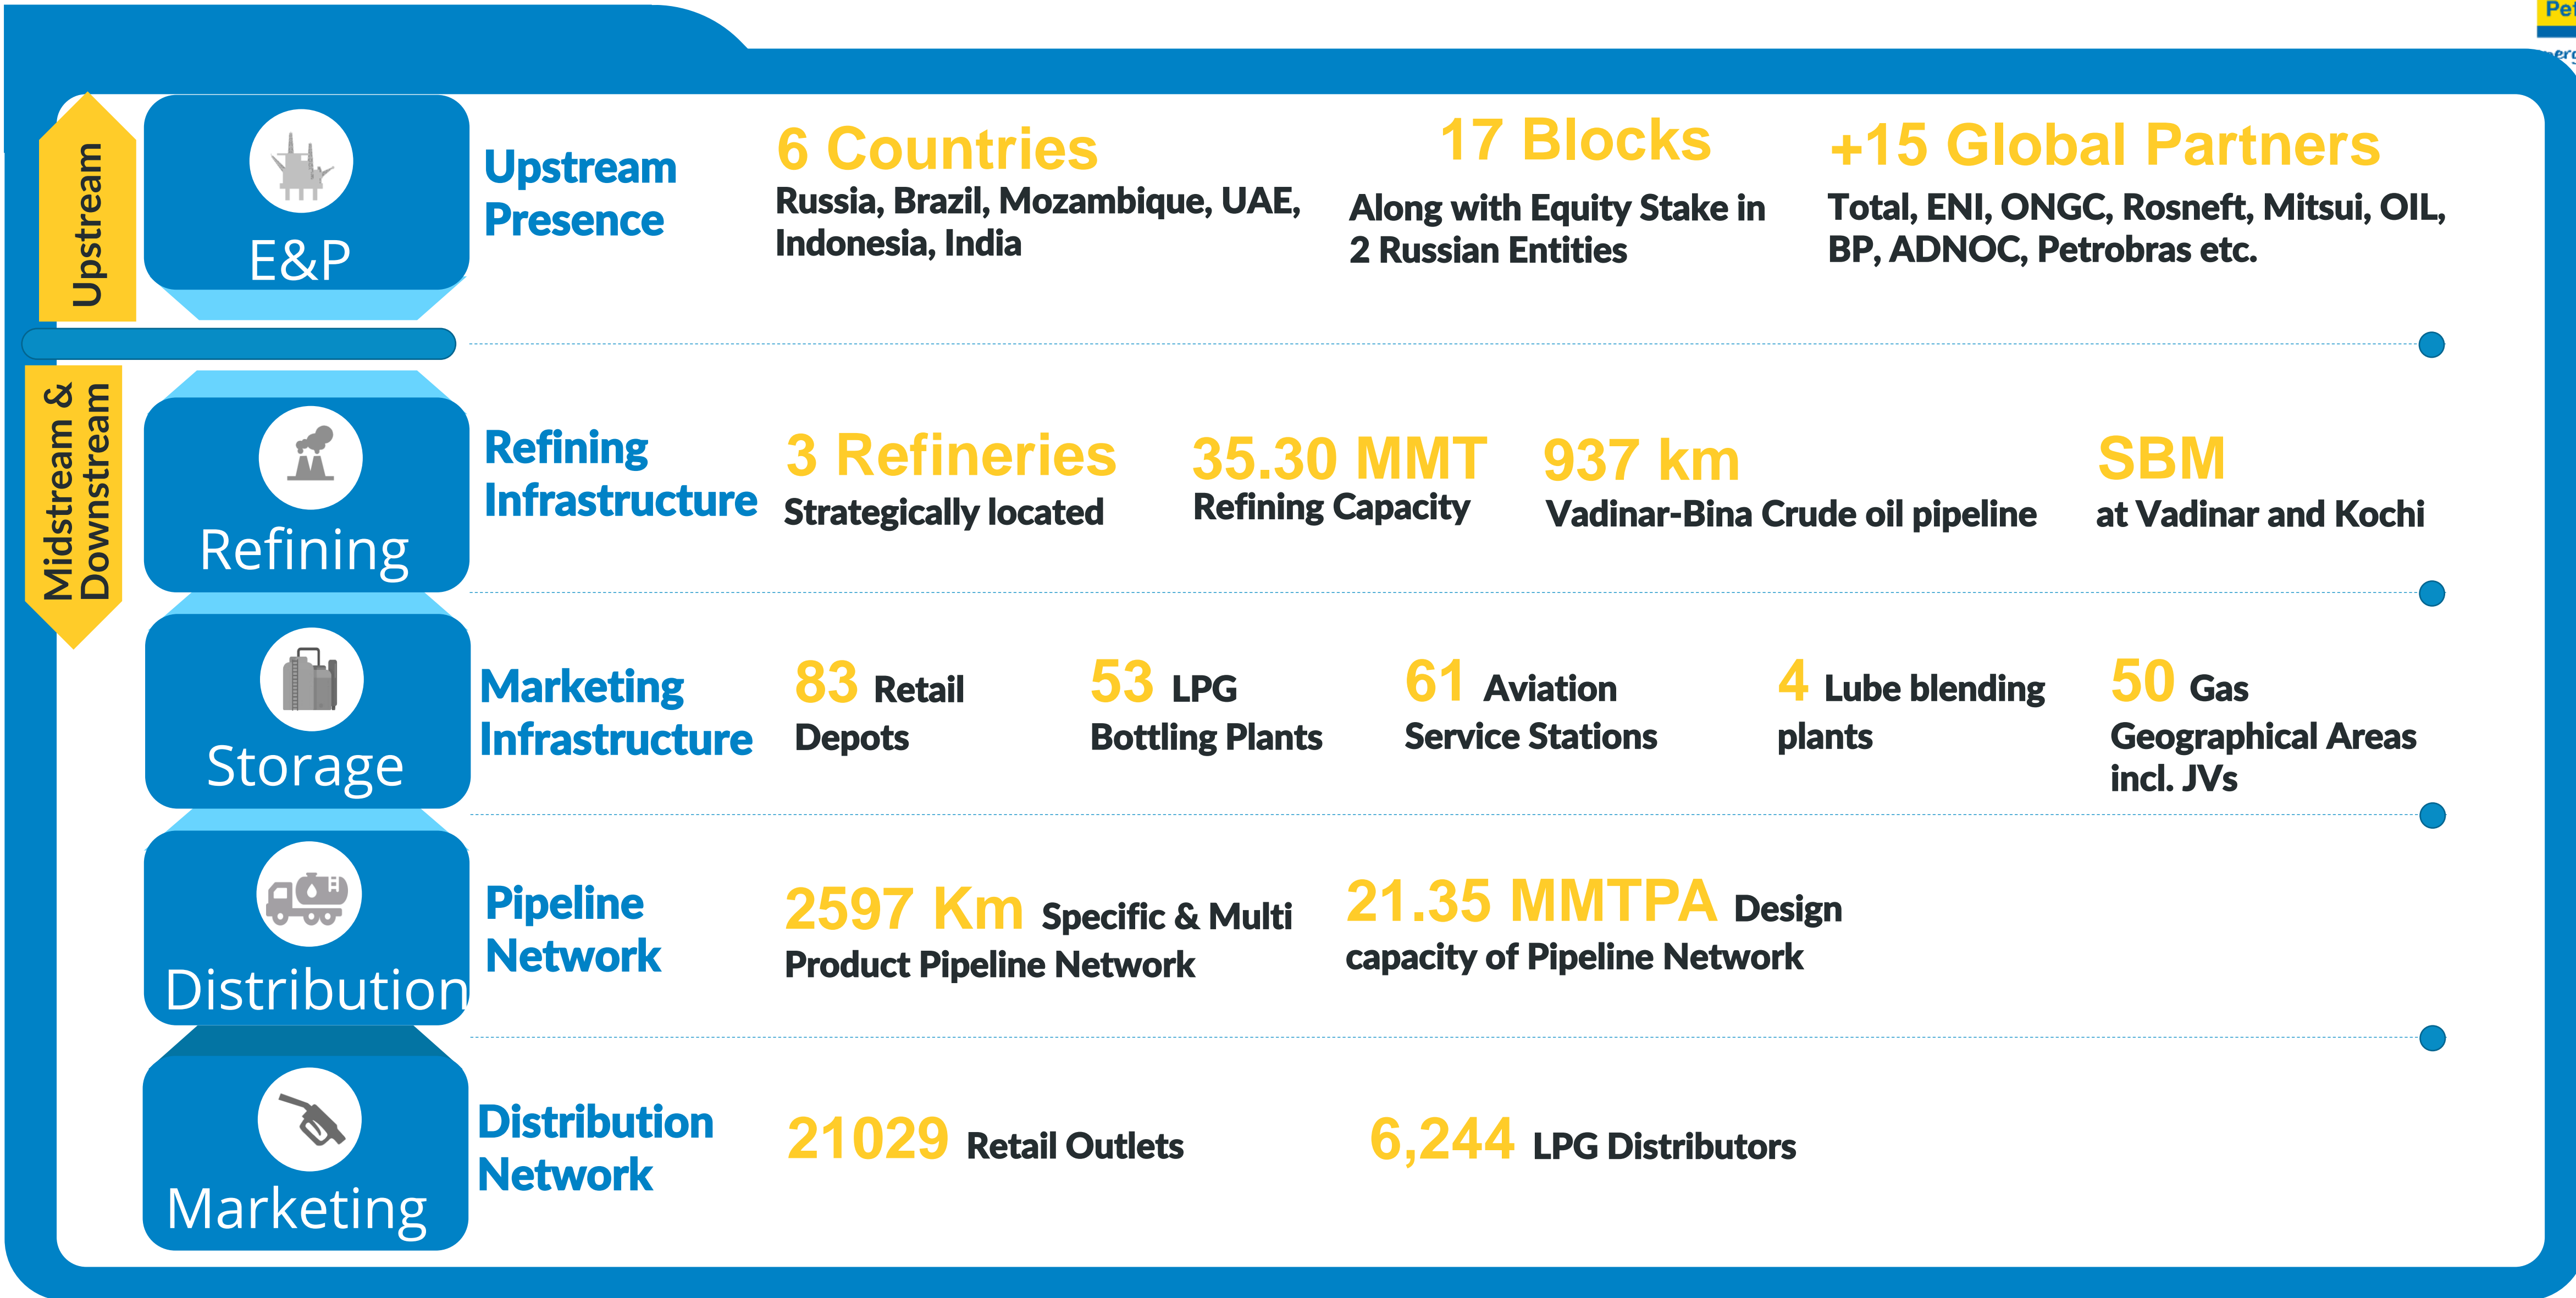 Upstream
E&P
Upstream
Presence
6 Countries
Russia, Brazil, Mozambique, UAE,
Indonesia, India
17 Blocks
Along with Equity Stake in
2 Russian Entities
+15 Global Partners
Total, ENI, ONGC, Rosneft, Mitsui, OIL,
BP, ADNOC, Petrobras etc.
Midstream &
Downstream
Refining
Refining
Infrastructure
3 Refineries
Strategically located
35.30 MMT
Refining Capacity
937 km
Vadinar-Bina Crude oil pipeline
SBM
at Vadinar and Kochi
Storage
Marketing
Infrastructure
83 Retail
Depots
53 LPG
Bottling Plants
61 Aviation
Service Stations
4 Lube blending
plants
50 Gas
Geographical Areas
incl. JVs
Distribution
Pipeline
Network
2597 Km Specific & Multi
Product Pipeline Network
21.35 MMTPA Design
capacity of Pipeline Network
Marketing
Distribution
Network
21029 Retail Outlets
6,244 LPG Distributors